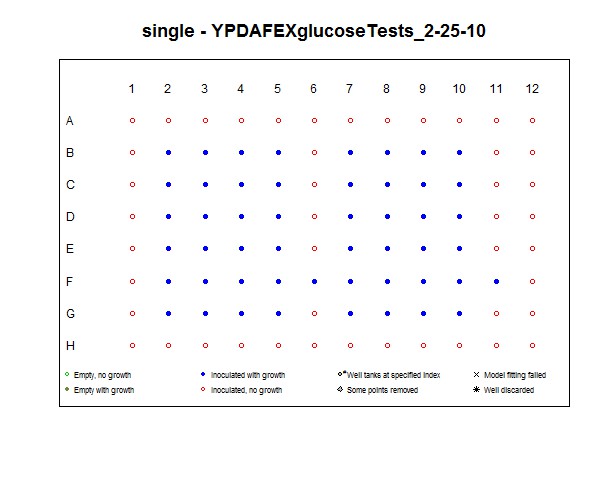 single - YPDAFEXglucoseTests_2-25-10
1 2 3 4 5 6 7 8 9 10 11 12
A
B
C
D
E
F
G
H
Empty, no growth Inoculated with growth Well tanks at specified index Model fitting failed
Empty with growth Inoculated, no growth Some points removed Well discarded